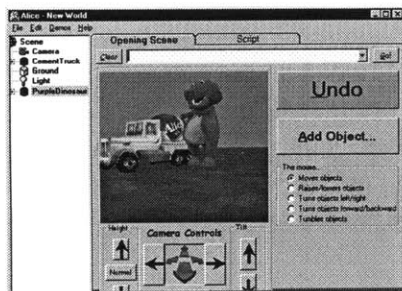 Alice - New World
File Edit Demos Help
Scene
Camera
CementTruck
Ground
Light
PurpleDinosaur
Opening Scene
Script
Clear
Go!
Undo
Add Object...
The mouse...
Moves objects
Raises/lowers objects
Turns objects left/right
Turns objects forward/backward
Tumbles objects
Height
Camera Controls
Tilt
Normal